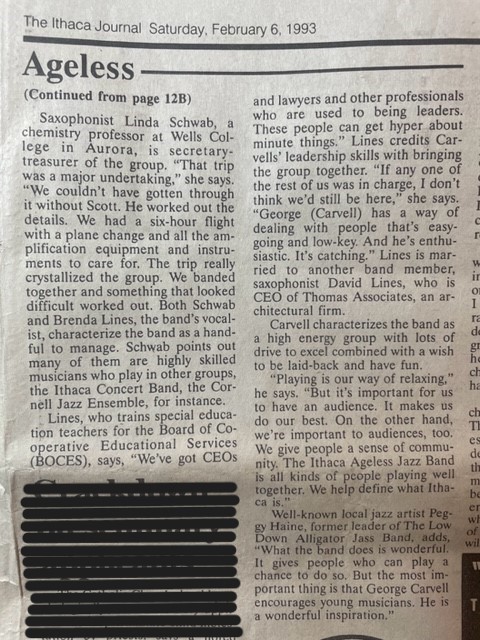 The Ithaca Journal Saturday, February 6, 1993
Ageless
(Continued from page 12B)
Saxophonist Linda Schwab, a
chemistry professor at Wells Col-
lege in Aurora, is secretary-
treasurer of the group. “That trip
was a major undertaking,” she says.
“We couldn’t have gotten through
it without Scott. He worked out the
details. We had a six-hour flight
with a plane change and all the am-
plification equipment and instru-
ments to care for. The trip really
crystallized the group. We banded
together and something that looked
difficult worked out. Both Schwab
and Brenda Lines, the band’s vocal-
ist, characterize the band as a hand-
ful to manage. Schwab points out
many of them are highly skilled
musicians who play in other groups,
the Ithaca Concert Band, the Cor-
nell Jazz Ensemble, for instance.
Lines, who trains special educa-
tion teachers for the Board of Co-
operative Educational Services
(BOCES), says, “We’ve got CEOs
and lawyers and other professionals
who are used to being leaders.
These people can get hyper about
minute things.” Lines credits Car-
vells’ leadership skills with bringing
the group together. “If any one of
the rest of us was in charge, I don’t
think we’d still be here,” she says.
“George (Carvell) has a way of
dealing with people that’s easy-
going and low-key. And he’s enthu-
siastic. It’s catching.” Lines is mar-
ried to another band member,
saxophonist David Lines, who is
CEO of Thomas Associates, an ar-
chitectural firm.
Carvell characterizes the band as
a high energy group with lots of
drive to excel combined with a wish
to be laid-back and have fun.
“Playing is our way of relaxing,”
he says. “But it’s important for us
to have an audience. It makes us
do our best. On the other hand,
we’re important to audiences, too.
We give people a sense of commu-
nity. The Ithaca Ageless Jazz Band
is all kinds of people playing well
together. We help define what Itha-
ca is.”
Well-known local jazz artist Peg-
gy Haine, former leader of The Low
Down Alligator Jass Band, adds,
“What the band does is wonderful.
It gives people who can play a
chance to do so. But the most im-
portant thing is that George Carvell
encourages young musicians. He is
a wonderful inspiration.”